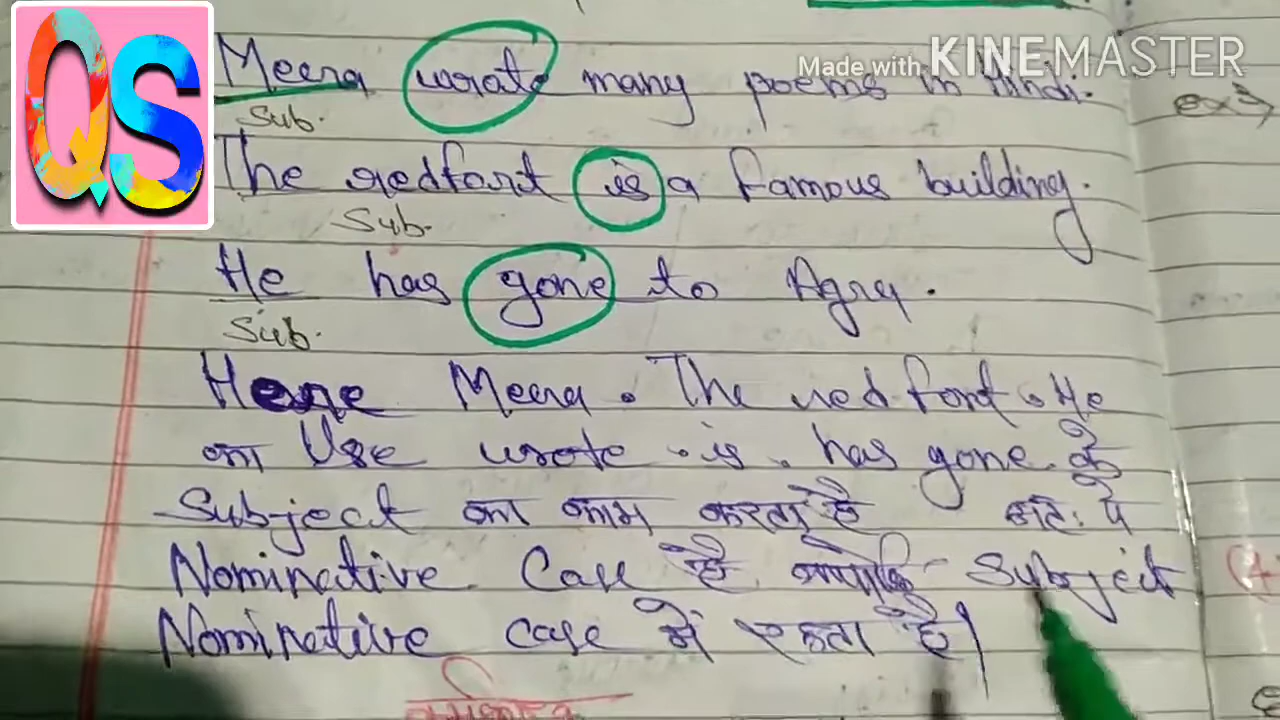 QS
Made with KINEMASTER
Meera wrote many poems in Hindi.
Sub.
ex→
The redfort is a famous building.
Sub.
He has gone to Agra.
Sub.
Here Meera. The red fort. He
का Use wrote .is. has gone के
Subject का काम करता है अतः ये
Nominative Case है क्योंकि Subject
Nominative case में रहता है।